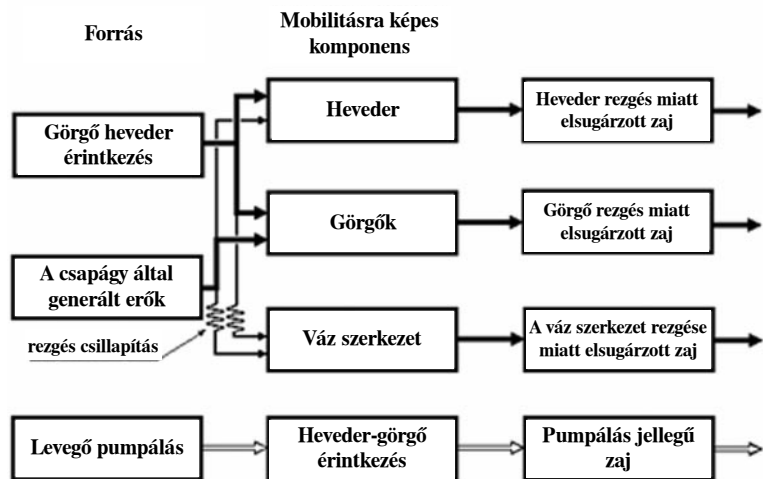 Forrás
Mobilitásra képes
komponens
Görgő heveder
érintkezés
Heveder
Heveder rezgés miatt
elsugárzott zaj
Görgők
Görgő rezgés miatt
elsugárzott zaj
A csapágy által
generált erők
rezgés csillapítás
Váz szerkezet
A váz szerkezet rezgése
miatt elsugárzott zaj
Levegő pumpálás
Heveder-görgő
érintkezés
Pumpálás jellegű
zaj